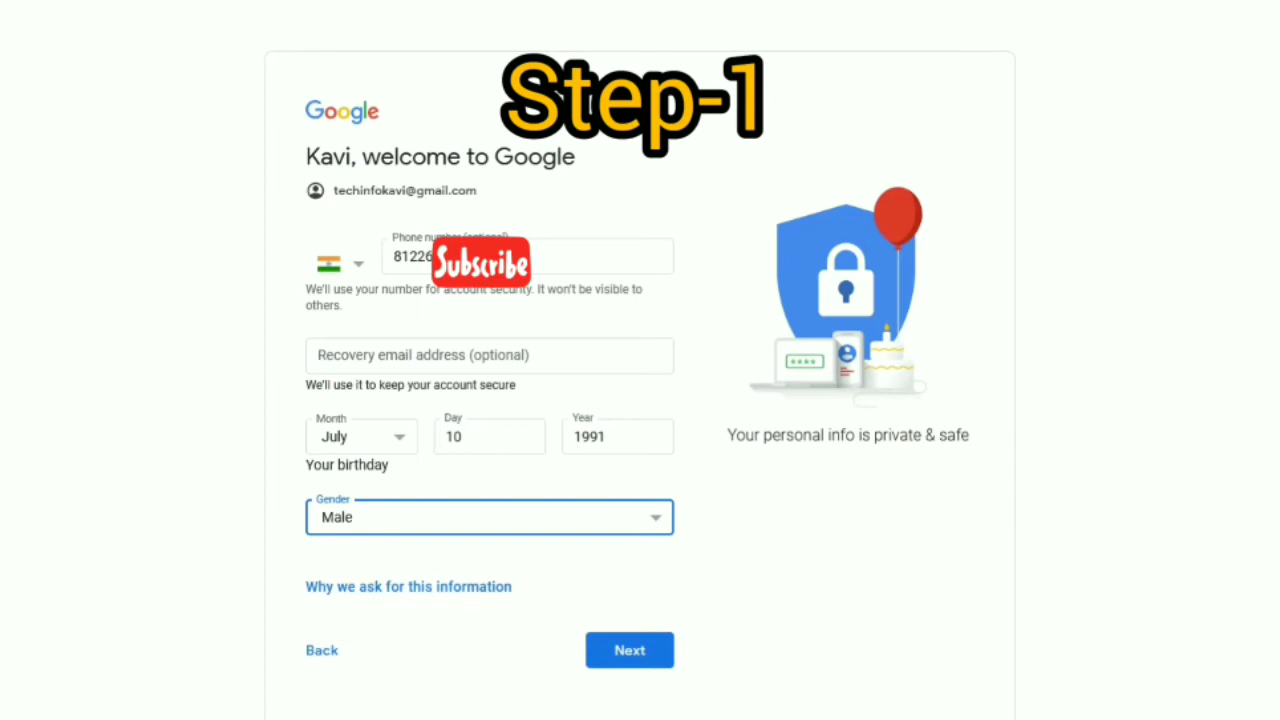 Step-1
Google
Kavi, welcome to Google
techinfokavi@gmail.com
Phone number (optional)
81226
Subscribe
We'll use your number for account security. It won't be visible to
others.
Recovery email address (optional)
We'll use it to keep your account secure
Month Day Year
July 10 1991
Your birthday
Gender
Male
Your personal info is private & safe
Why we ask for this information
Back Next